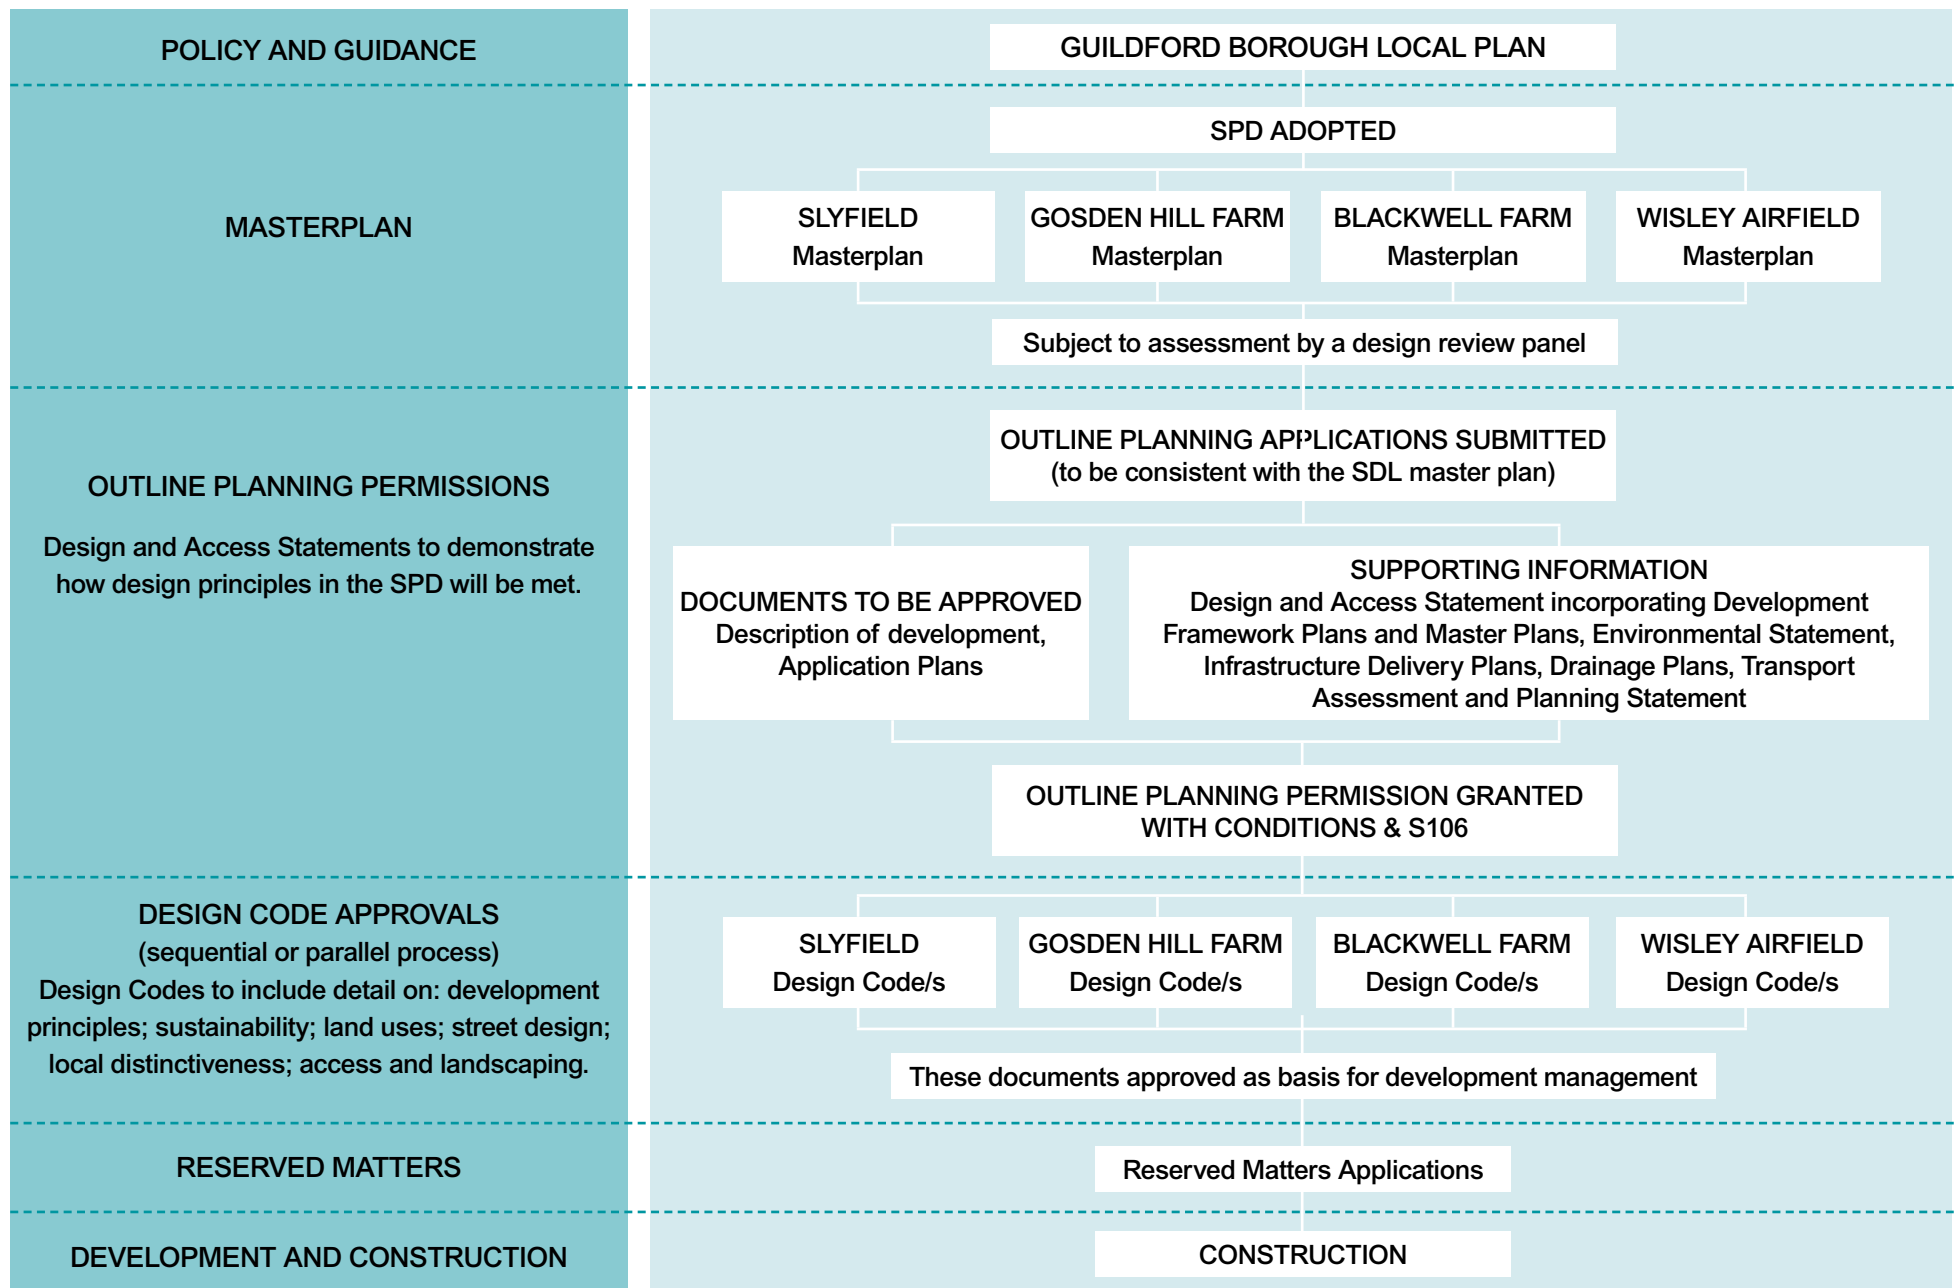 POLICY AND GUIDANCE
GUILDFORD BOROUGH LOCAL PLAN
MASTERPLAN
SPD ADOPTED
SLYFIELD
Masterplan
GOSDEN HILL FARM
Masterplan
BLACKWELL FARM
Masterplan
WISLEY AIRFIELD
Masterplan
Subject to assessment by a design review panel
OUTLINE PLANNING PERMISSIONS
Design and Access Statements to demonstrate
how design principles in the SPD will be met.
OUTLINE PLANNING APPLICATIONS SUBMITTED
(to be consistent with the SDL master plan)
DOCUMENTS TO BE APPROVED
Description of development,
Application Plans
SUPPORTING INFORMATION
Design and Access Statement incorporating Development
Framework Plans and Master Plans, Environmental Statement,
Infrastructure Delivery Plans, Drainage Plans, Transport
Assessment and Planning Statement
OUTLINE PLANNING PERMISSION GRANTED
WITH CONDITIONS & S106
DESIGN CODE APPROVALS
(sequential or parallel process)
Design Codes to include detail on: development
principles; sustainability; land uses; street design;
local distinctiveness; access and landscaping.
SLYFIELD
Design Code/s
GOSDEN HILL FARM
Design Code/s
BLACKWELL FARM
Design Code/s
WISLEY AIRFIELD
Design Code/s
These documents approved as basis for development management
RESERVED MATTERS
Reserved Matters Applications
DEVELOPMENT AND CONSTRUCTION
CONSTRUCTION